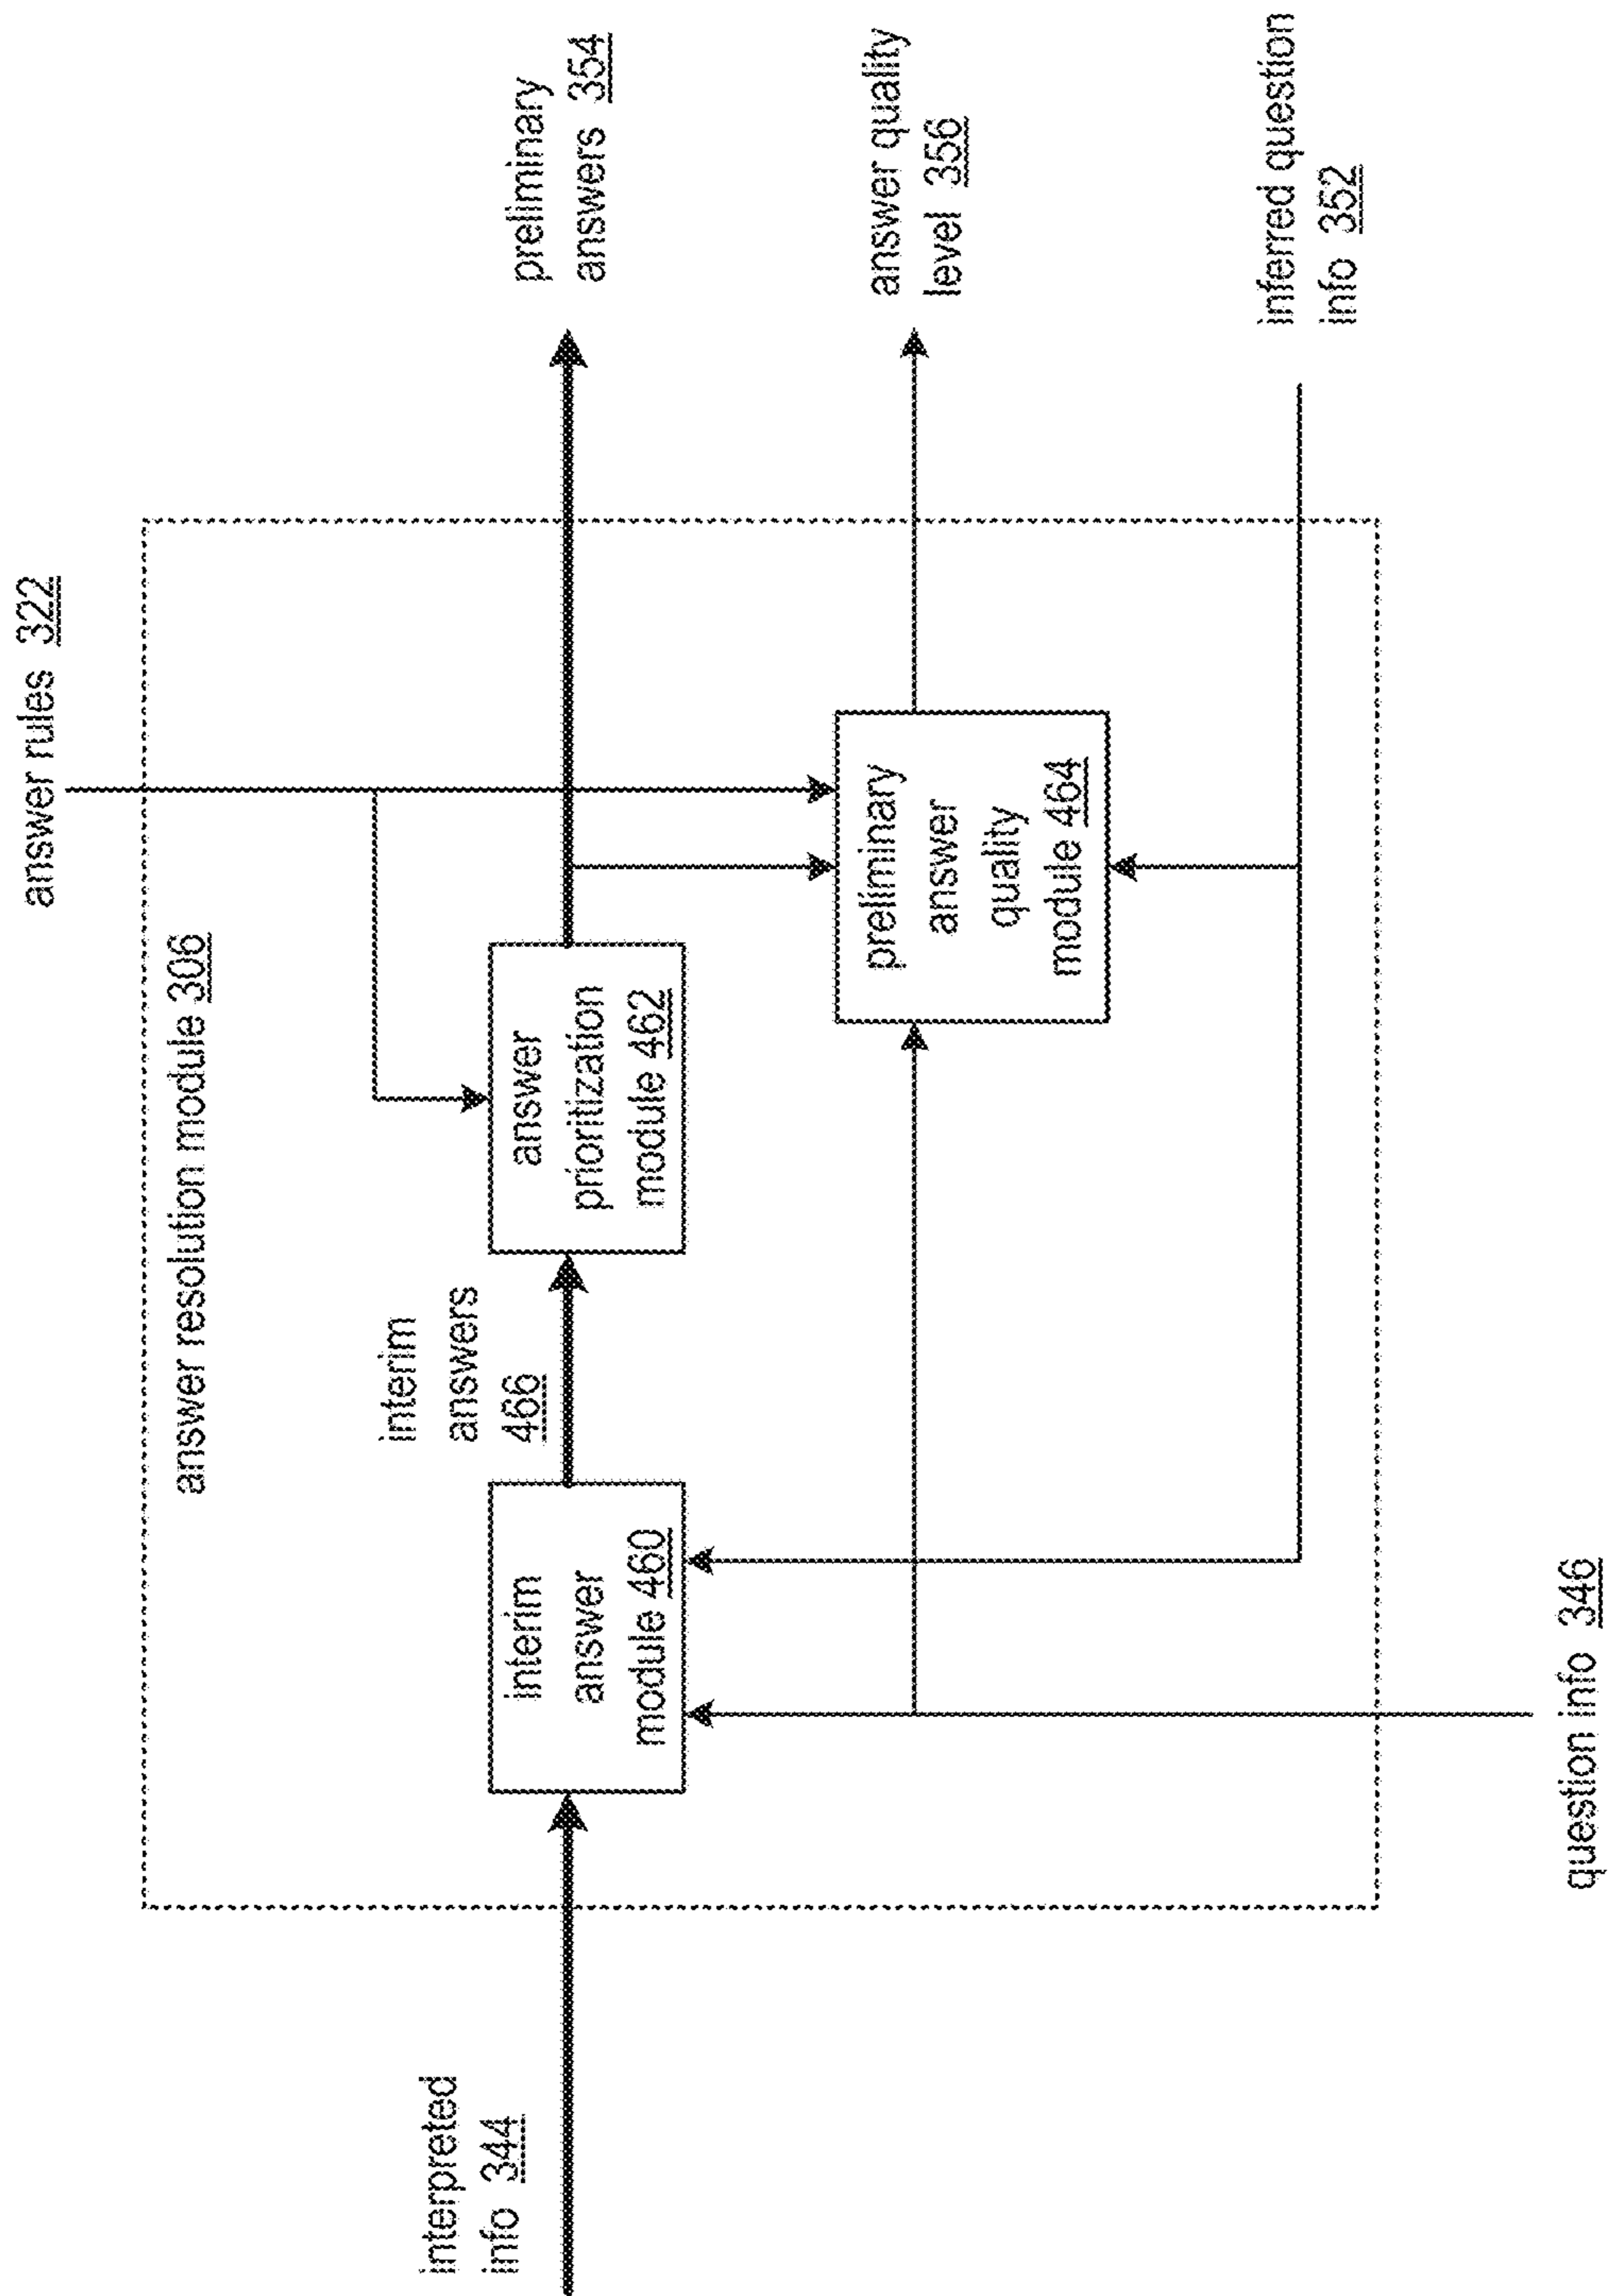 answer rules 322
answer resolution module 306
interpreted
info 344
interim
answer
module 460
interim
answers
466
answer
prioritization
module 462
preliminary
answers 354
preliminary
answer
quality
module 464
answer quality
level 356
inferred question
info 352
question info 346